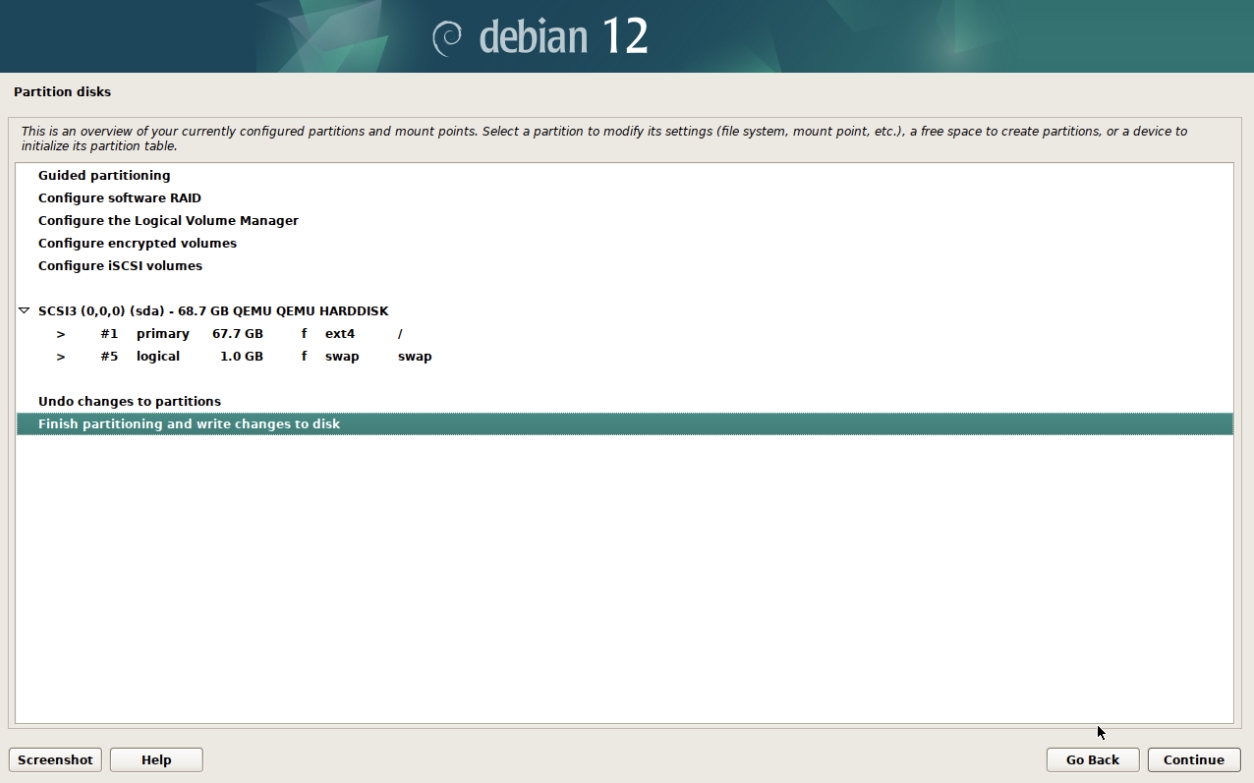 debian 12
Partition disks
This is an overview of your currently configured partitions and mount points. Select a partition to modify its settings (file system, mount point, etc.), a free space to create partitions, or a device to
initialize its partition table.
Guided partitioning
Configure software RAID
Configure the Logical Volume Manager
Configure encrypted volumes
Configure iSCSI volumes
SCSI3 (0,0,0) (sda) - 68.7 GB QEMU QEMU HARDDISK
> #1 primary 67.7 GB f ext4 /
> #5 logical 1.0 GB f swap swap
Undo changes to partitions
Finish partitioning and write changes to disk
Screenshot Help Go Back Continue